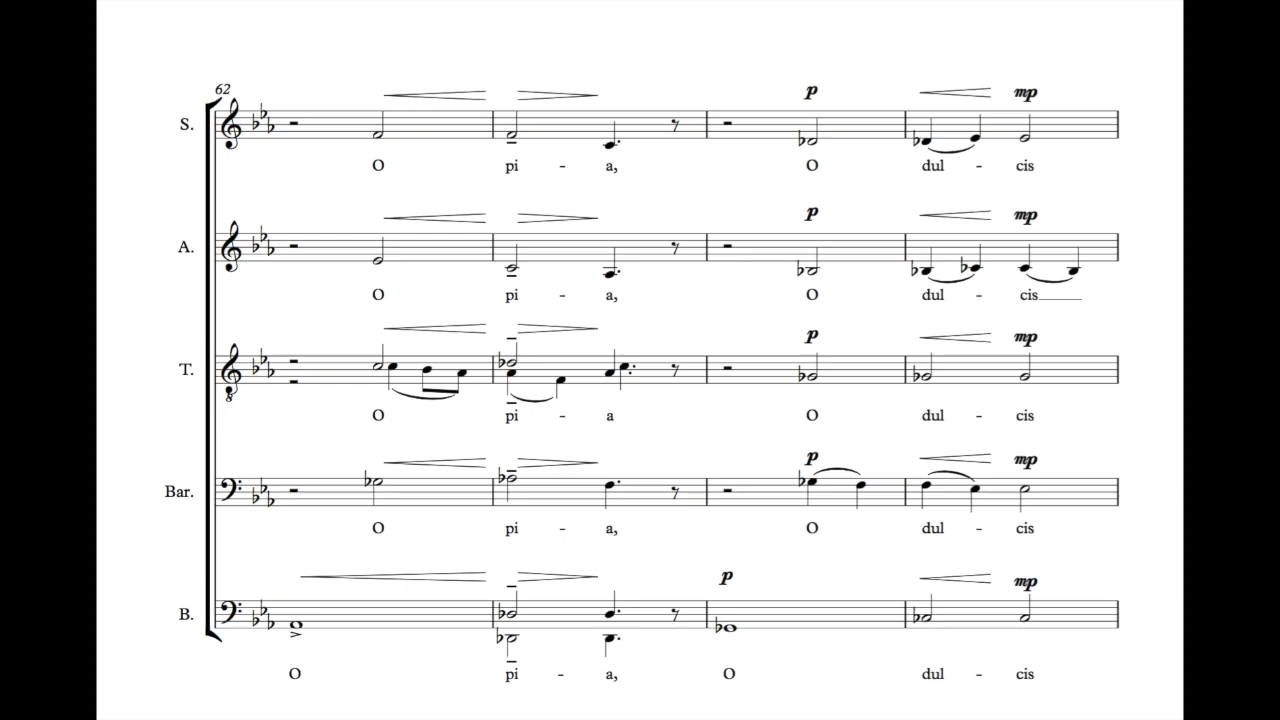 62
S.
p
mp
O pi - a, O dul - cis
A.
p
mp
O pi - a, O dul - cis
T.
p
mp
8
O pi - a O dul - cis
Bar.
p
mp
O pi - a, O dul - cis
B.
p
mp
O pi - a, O dul - cis